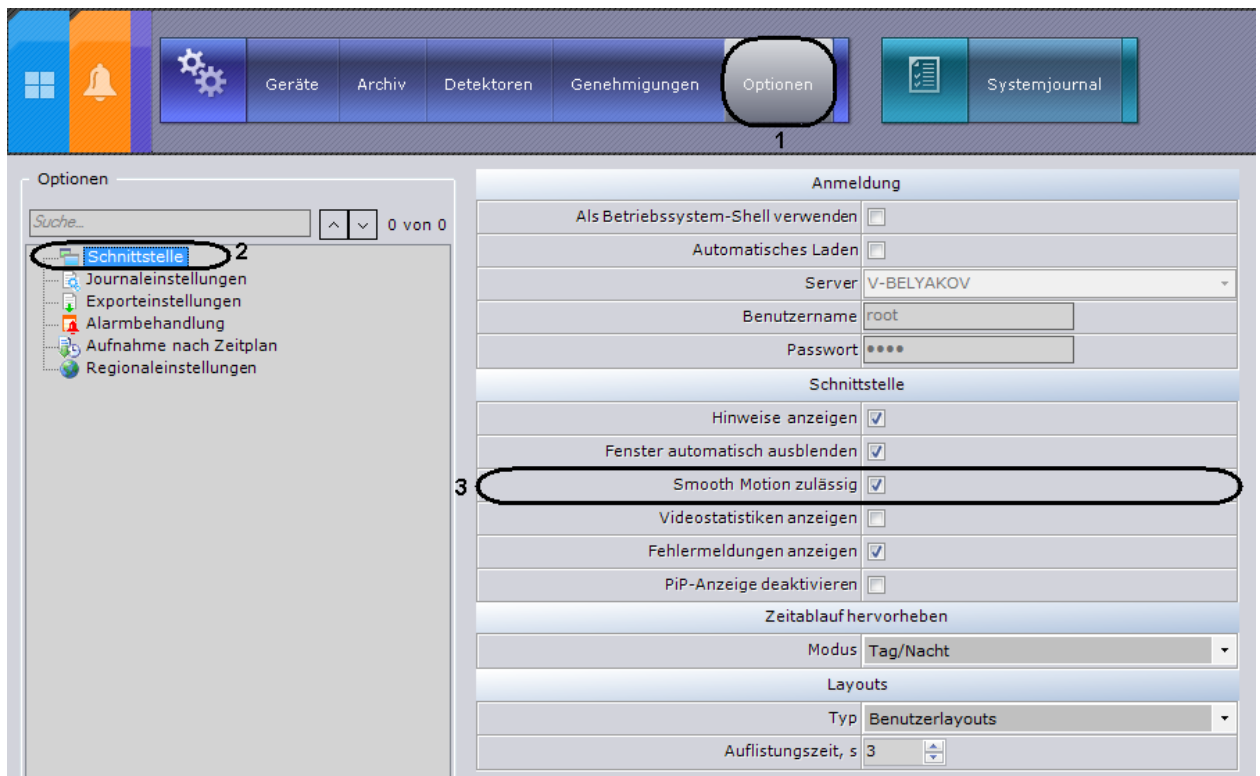 Geräte Archiv Detektoren Genehmigungen Optionen Systemjournal
1
Optionen
Suche...
0 von 0
Schnittstelle 2
Journaleinstellungen
Exporteinstellungen
Alarmbehandlung
Aufnahme nach Zeitplan
Regionaleinstellungen
Anmeldung
Als Betriebssystem-Shell verwenden
Automatisches Laden
Server V-BELYAKOV
Benutzername root
Passwort ●●●●
Schnittstelle
Hinweise anzeigen
Fenster automatisch ausblenden
3 Smooth Motion zulässig
Videostatistiken anzeigen
Fehlermeldungen anzeigen
PiP-Anzeige deaktivieren
Zeitablauf hervorheben
Modus Tag/Nacht
Layouts
Typ Benutzerlayouts
Auflistungszeit, s 3